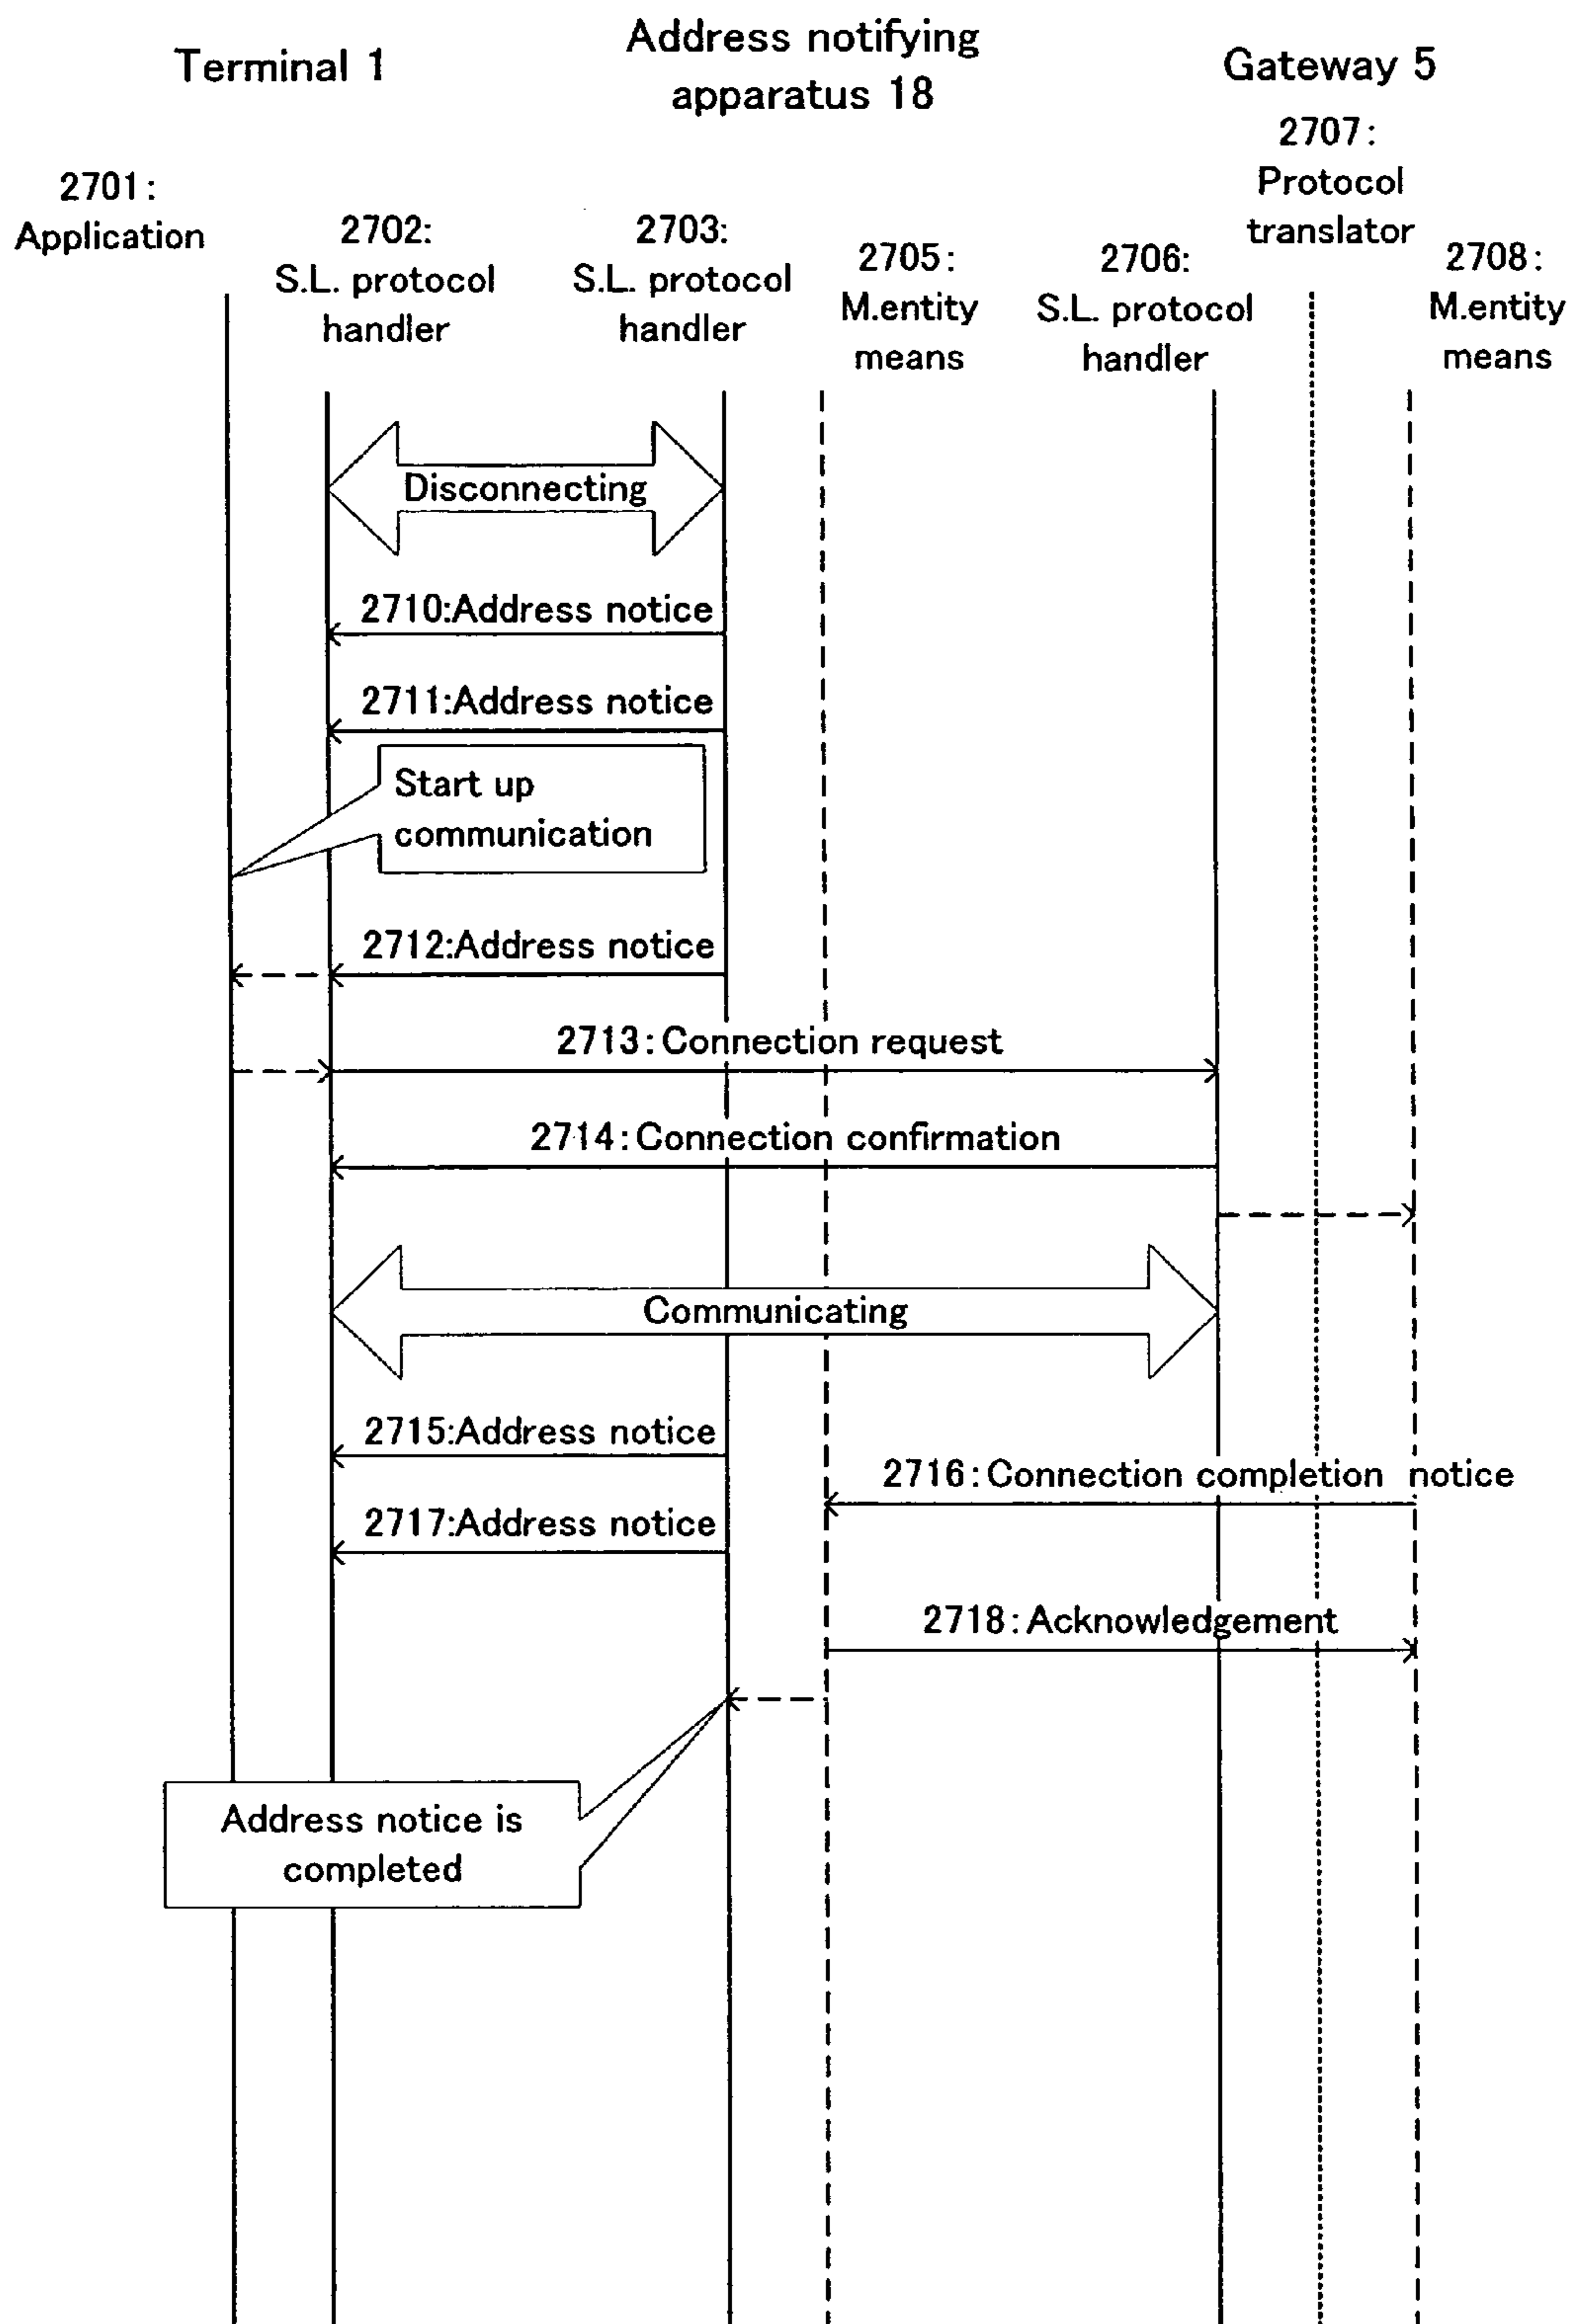 Terminal 1
Address notifying
apparatus 18
Gateway 5
2701:
Application
2702:
S.L. protocol
handler
2703:
S.L. protocol
handler
2705:
M.entity
means
2706:
S.L. protocol
handler
2707:
Protocol
translator
2708:
M.entity
means
Disconnecting
2710:Address notice
2711:Address notice
Start up
communication
2712:Address notice
2713:Connection request
2714:Connection confirmation
Communicating
2715:Address notice
2716:Connection completion notice
2717:Address notice
2718:Acknowledgement
Address notice is
completed